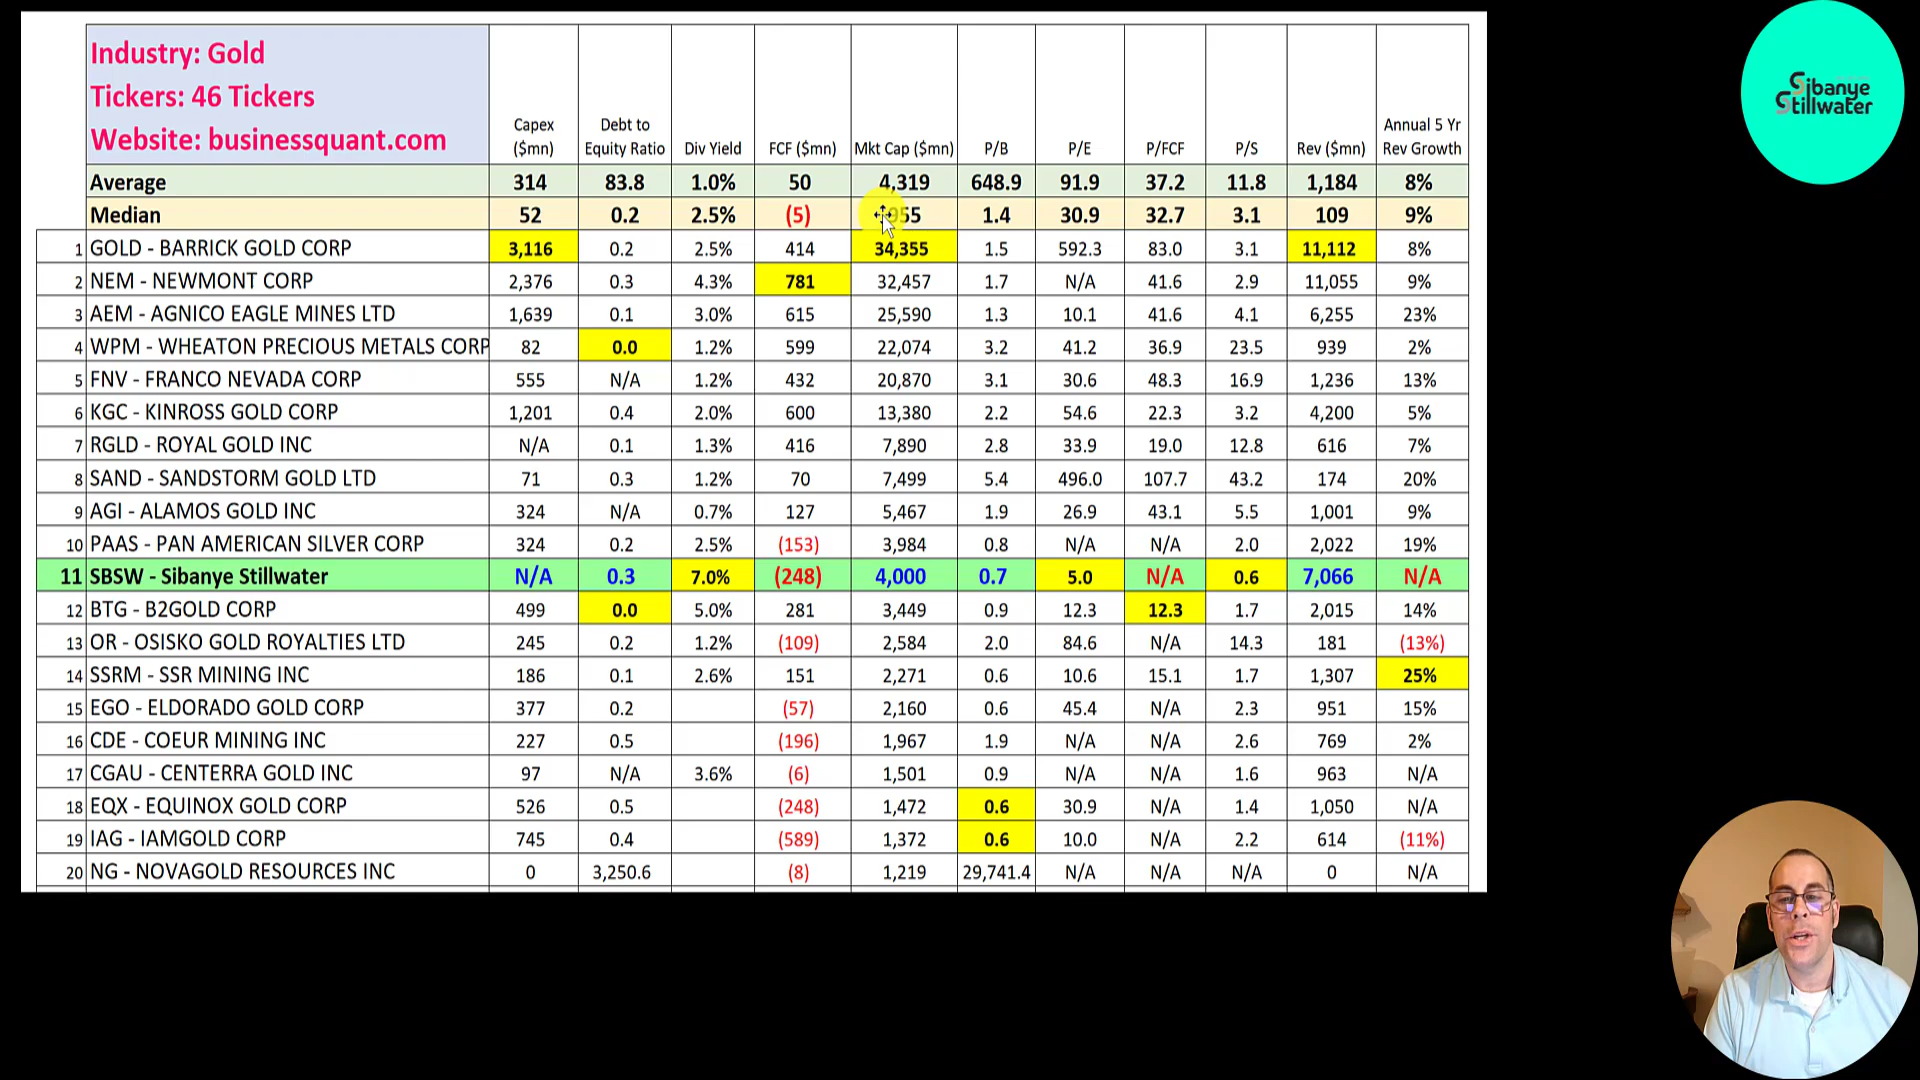 Industry: Gold
Tickers: 46 Tickers
Website: businessquant.com
Capex ($mn) Debt to Equity Ratio Div Yield FCF ($mn) Mkt Cap ($mn) P/B P/E P/FCF P/S Rev ($mn) Annual 5 Yr Rev Growth
Average 314 83.8 1.0% 50 4,319 648.9 91.9 37.2 11.8 1,184 8%
Median 52 0.2 2.5% (5) 1.4 30.9 32.7 3.1 109 9%
1 GOLD - BARRICK GOLD CORP 3,116 0.2 2.5% 414 34,355 1.5 592.3 83.0 3.1 11,112 8%
2 NEM - NEWMONT CORP 2,376 0.3 4.3% 781 32,457 1.7 N/A 41.6 2.9 11,055 9%
3 AEM - AGNICO EAGLE MINES LTD 1,639 0.1 3.0% 615 25,590 1.3 10.1 41.6 4.1 6,255 23%
4 WPM - WHEATON PRECIOUS METALS CORP 82 0.0 1.2% 599 22,074 3.2 41.2 36.9 23.5 939 2%
5 FNV - FRANCO NEVADA CORP 555 N/A 1.2% 432 20,870 3.1 30.6 48.3 16.9 1,236 13%
6 KGC - KINROSS GOLD CORP 1,201 0.4 2.0% 600 13,380 2.2 54.6 22.3 3.2 4,200 5%
7 RGLD - ROYAL GOLD INC N/A 0.1 1.3% 416 7,890 2.8 33.9 19.0 12.8 616 7%
8 SAND - SANDSTORM GOLD LTD 71 0.3 1.2% 70 7,499 5.4 496.0 107.7 43.2 174 20%
9 AGI - ALAMOS GOLD INC 324 N/A 0.7% 127 5,467 1.9 26.9 43.1 5.5 1,001 9%
10 PAAS - PAN AMERICAN SILVER CORP 324 0.2 2.5% (153) 3,984 0.8 N/A N/A 2.0 2,022 19%
11 SBSW - Sibanye Stillwater N/A 0.3 7.0% (248) 4,000 0.7 5.0 N/A 0.6 7,066 N/A
12 BTG - B2GOLD CORP 499 0.0 5.0% 281 3,449 0.9 12.3 12.3 1.7 2,015 14%
13 OR - OSISKO GOLD ROYALTIES LTD 245 0.2 1.2% (109) 2,584 2.0 84.6 N/A 14.3 181 (13%)
14 SSRM - SSR MINING INC 186 0.1 2.6% 151 2,271 0.6 10.6 15.1 1.7 1,307 25%
15 EGO - ELDORADO GOLD CORP 377 0.2 (57) 2,160 0.6 45.4 N/A 2.3 951 15%
16 CDE - COEUR MINING INC 227 0.5 (196) 1,967 1.9 N/A N/A 2.6 769 2%
17 CGAU - CENTERRA GOLD INC 97 N/A 3.6% (6) 1,501 0.9 N/A N/A 1.6 963 N/A
18 EQX - EQUINOX GOLD CORP 526 0.5 (248) 1,472 0.6 30.9 N/A 1.4 1,050 N/A
19 IAG - IAMGOLD CORP 745 0.4 (589) 1,372 0.6 10.0 N/A 2.2 614 (11%)
20 NG - NOVAGOLD RESOURCES INC 0 3,250.6 (8) 1,219 29,741.4 N/A N/A N/A 0 N/A
Sibanye
Stillwater